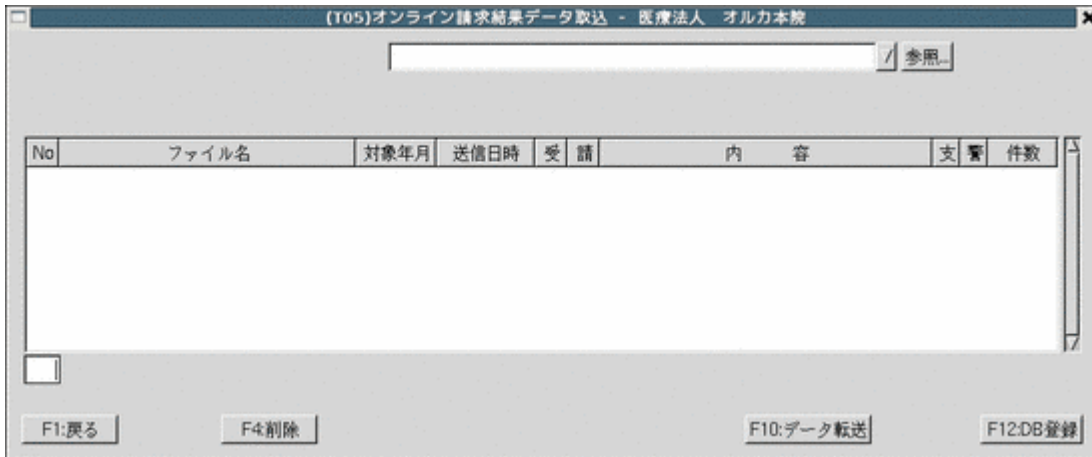 (T05)オンライン請求結果データ取込 - 医療法人 オルカ本院
参照...
No ファイル名 対象年月 送信日時 受 請 内 容 支 警 件数
F1:戻る F4:削除 F10:データ転送 F12:DB登録